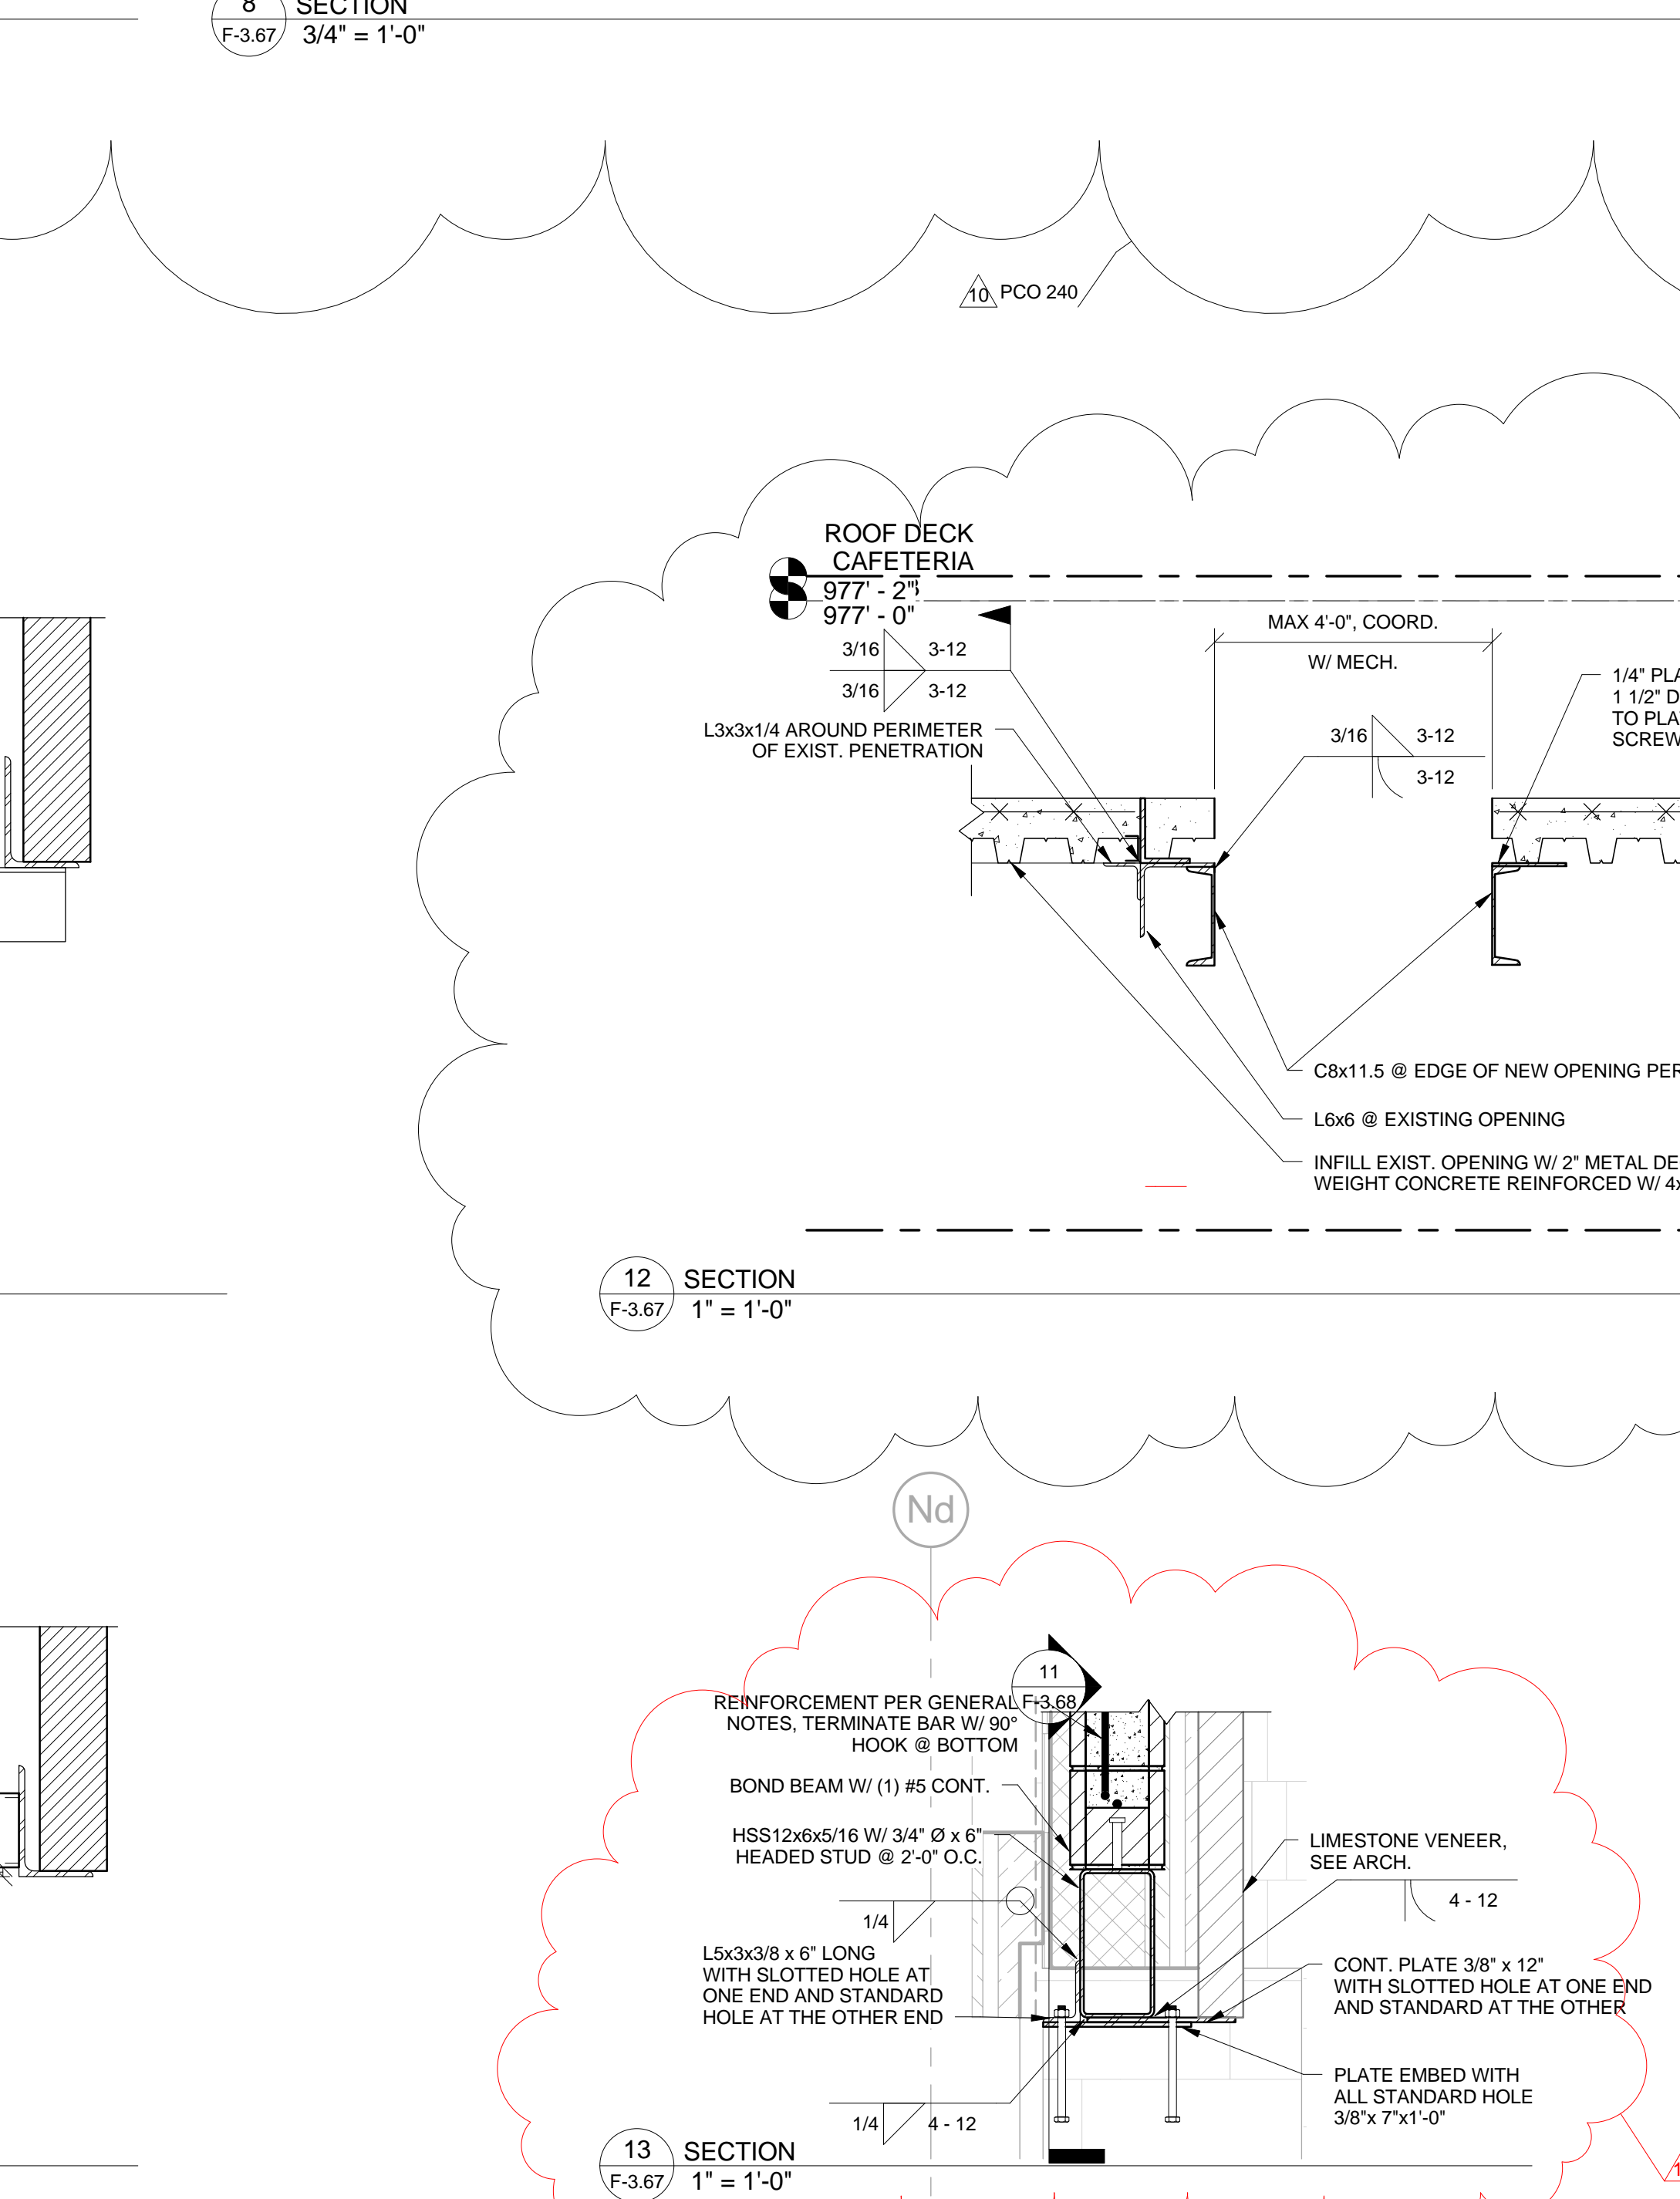 8
SECTION
F-3.67
3/4" = 1'-0"
10
PCO 240
ROOF DECK
CAFETERIA
977' - 2"
977' - 0"
MAX 4'-0", COORD.
W/ MECH.
3/16
3-12
3/16
3-12
L3x3x1/4 AROUND PERIMETER
OF EXIST. PENETRATION
3/16
3-12
3-12
1/4"
1 1/2"
TO
C8x11.5 @ EDGE OF NEW OPENING
L6x6 @ EXISTING OPENING
INFILL EXIST. OPENING W/ 2" METAL
WEIGHT CONCRETE REINFORCED W/
12
SECTION
F-3.67
1" = 1'-0"
Nd
11
F-3.68
REINFORCEMENT PER GENERAL
NOTES, TERMINATE BAR W/ 90°
HOOK @ BOTTOM
BOND BEAM W/ (1) #5 CONT.
HSS12x6x5/16 W/ 3/4" Ø x 6"
HEADED STUD @ 2'-0" O.C.
1/4
L5x3x3/8 x 6" LONG
WITH SLOTTED HOLE AT
ONE END AND STANDARD
HOLE AT THE OTHER END
1/4
4 - 12
LIMESTONE VENEER,
SEE ARCH.
4 - 12
CONT. PLATE 3/8" x 12"
WITH SLOTTED HOLE AT ONE END
AND STANDARD AT THE OTHER
PLATE EMBED WITH
ALL STANDARD HOLE
3/8"x 7"x1'-0"
13
SECTION
F-3.67
1" = 1'-0"